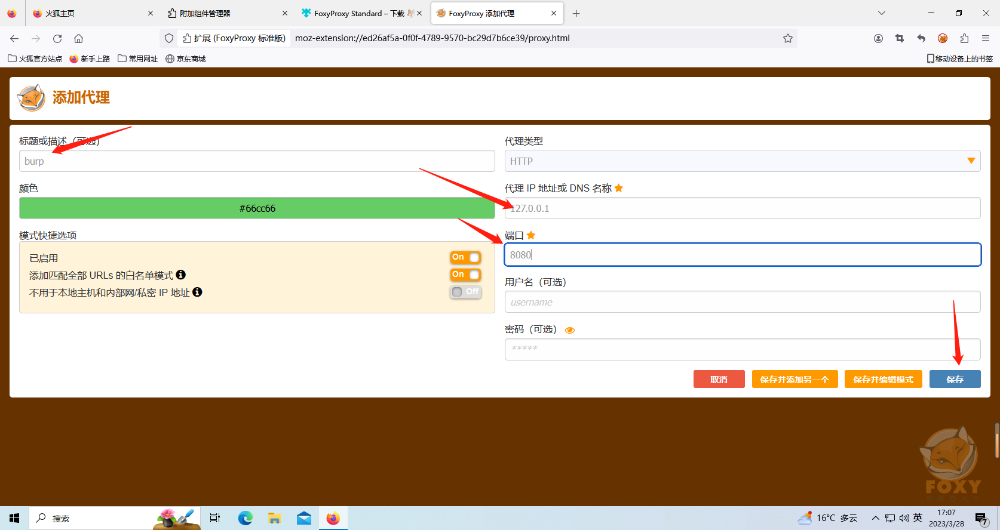 火狐主页
附加组件管理器
FoxyProxy Standard – 下载
FoxyProxy 添加代理
扩展 (FoxyProxy 标准版)
moz-extension://ed26af5a-0f0f-4789-9570-bc29d7b6ce39/proxy.html
火狐官方站点
新手上路
常用网址
京东商城
移动设备上的书签
添加代理
标题或描述（可选）
burp
颜色
#66cc66
模式快捷选项
已启用
On
添加匹配全部 URLs 的白名单模式
On
不用于本地主机和内部网/私密 IP 地址
Off
代理类型
HTTP
代理 IP 地址或 DNS 名称
127.0.0.1
端口
8080
用户名（可选）
username
密码（可选）
*****
取消
保存并添加另一个
保存并编辑模式
保存
FOXY
PROXY
搜索
16°C 多云
英
17:07
2023/3/28
7